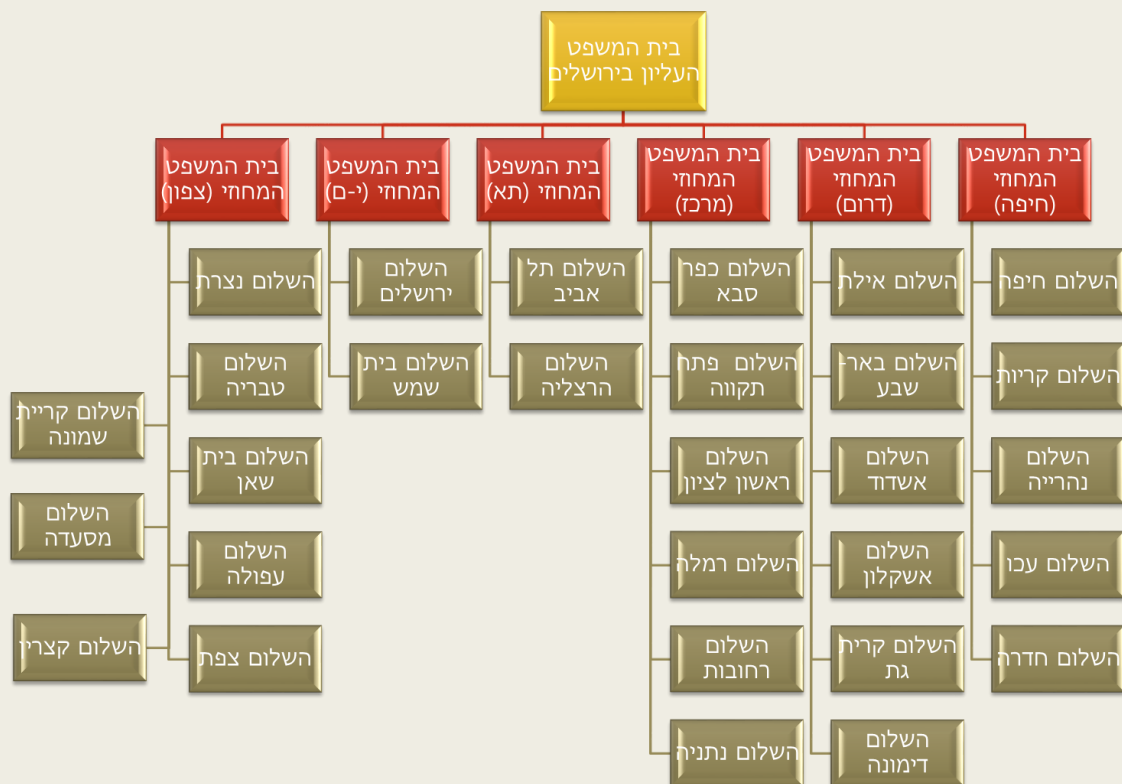 בית המשפט
העליון בירושלים
בית המשפט
המחוזי
(חיפה)
השלום חיפה
השלום קריות
השלום
נהרייה
השלום עכו
השלום חדרה
בית המשפט
המחוזי
(דרום)
השלום אילת
השלום באר-
שבע
השלום
אשדוד
השלום
אשקלון
השלום קרית
גת
השלום
דימונה
בית המשפט
המחוזי
(מרכז)
השלום כפר
סבא
השלום פתח
תקווה
השלום
ראשון לציון
השלום רמלה
השלום
רחובות
השלום נתניה
בית המשפט
המחוזי (תא)
השלום תל
אביב
השלום
הרצליה
בית המשפט
המחוזי (י-ם)
השלום
ירושלים
השלום בית
שמש
בית המשפט
המחוזי (צפון)
השלום נצרת
השלום
טבריה
השלום בית
שאן
השלום
עפולה
השלום צפת
השלום קריית
שמונה
השלום
מסעדה
השלום קצרין